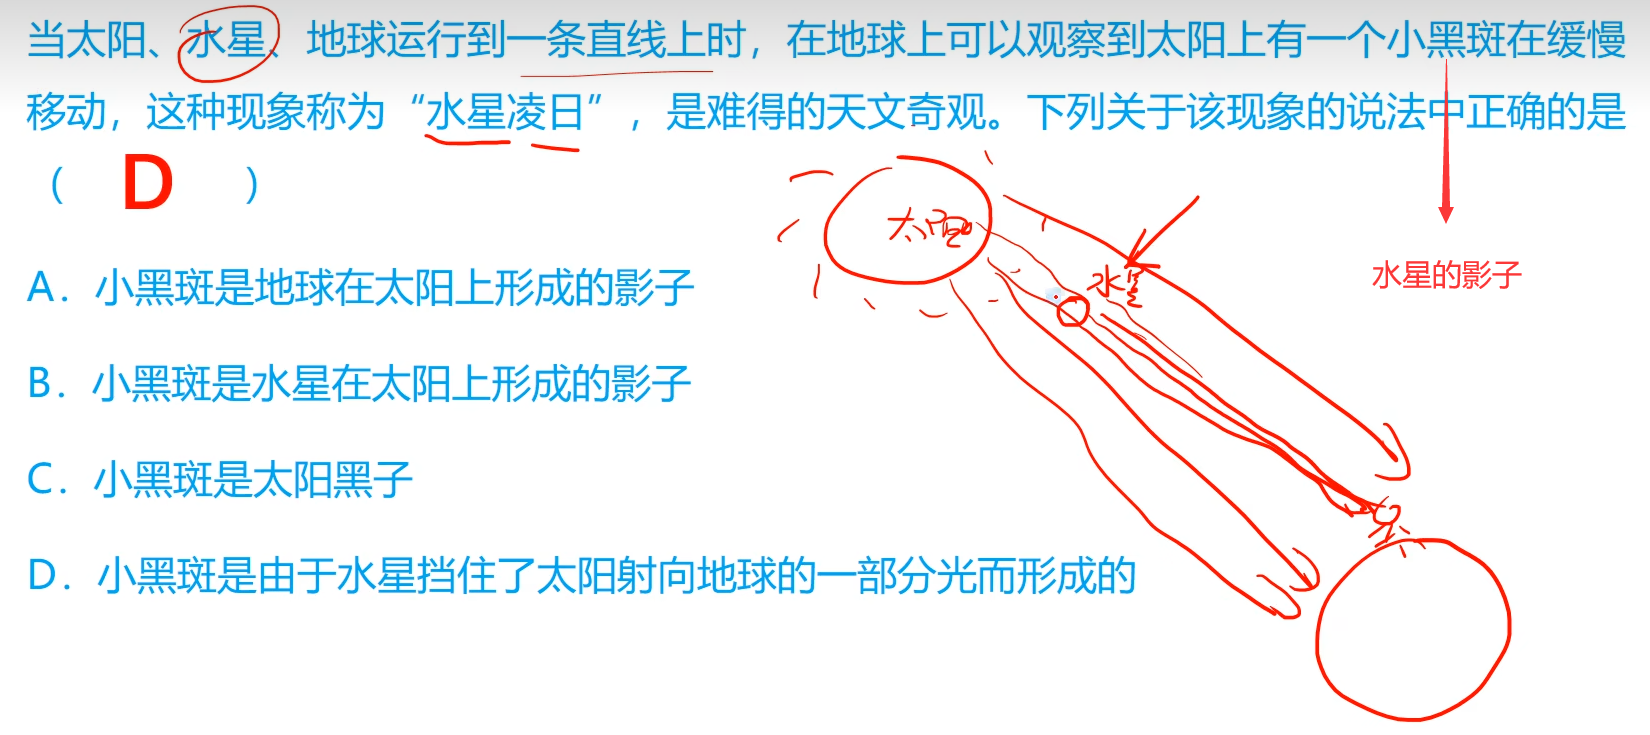 当太阳、水星、地球运行到一条直线上时，在地球上可以观察到太阳上有一个小黑斑在缓慢
移动，这种现象称为“水星凌日”，是难得的天文奇观。下列关于该现象的说法中正确的是
（ D ）
太阳
水星
水星的影子
A．小黑斑是地球在太阳上形成的影子
B．小黑斑是水星在太阳上形成的影子
C．小黑斑是太阳黑子
D．小黑斑是由于水星挡住了太阳射向地球的一部分光而形成的